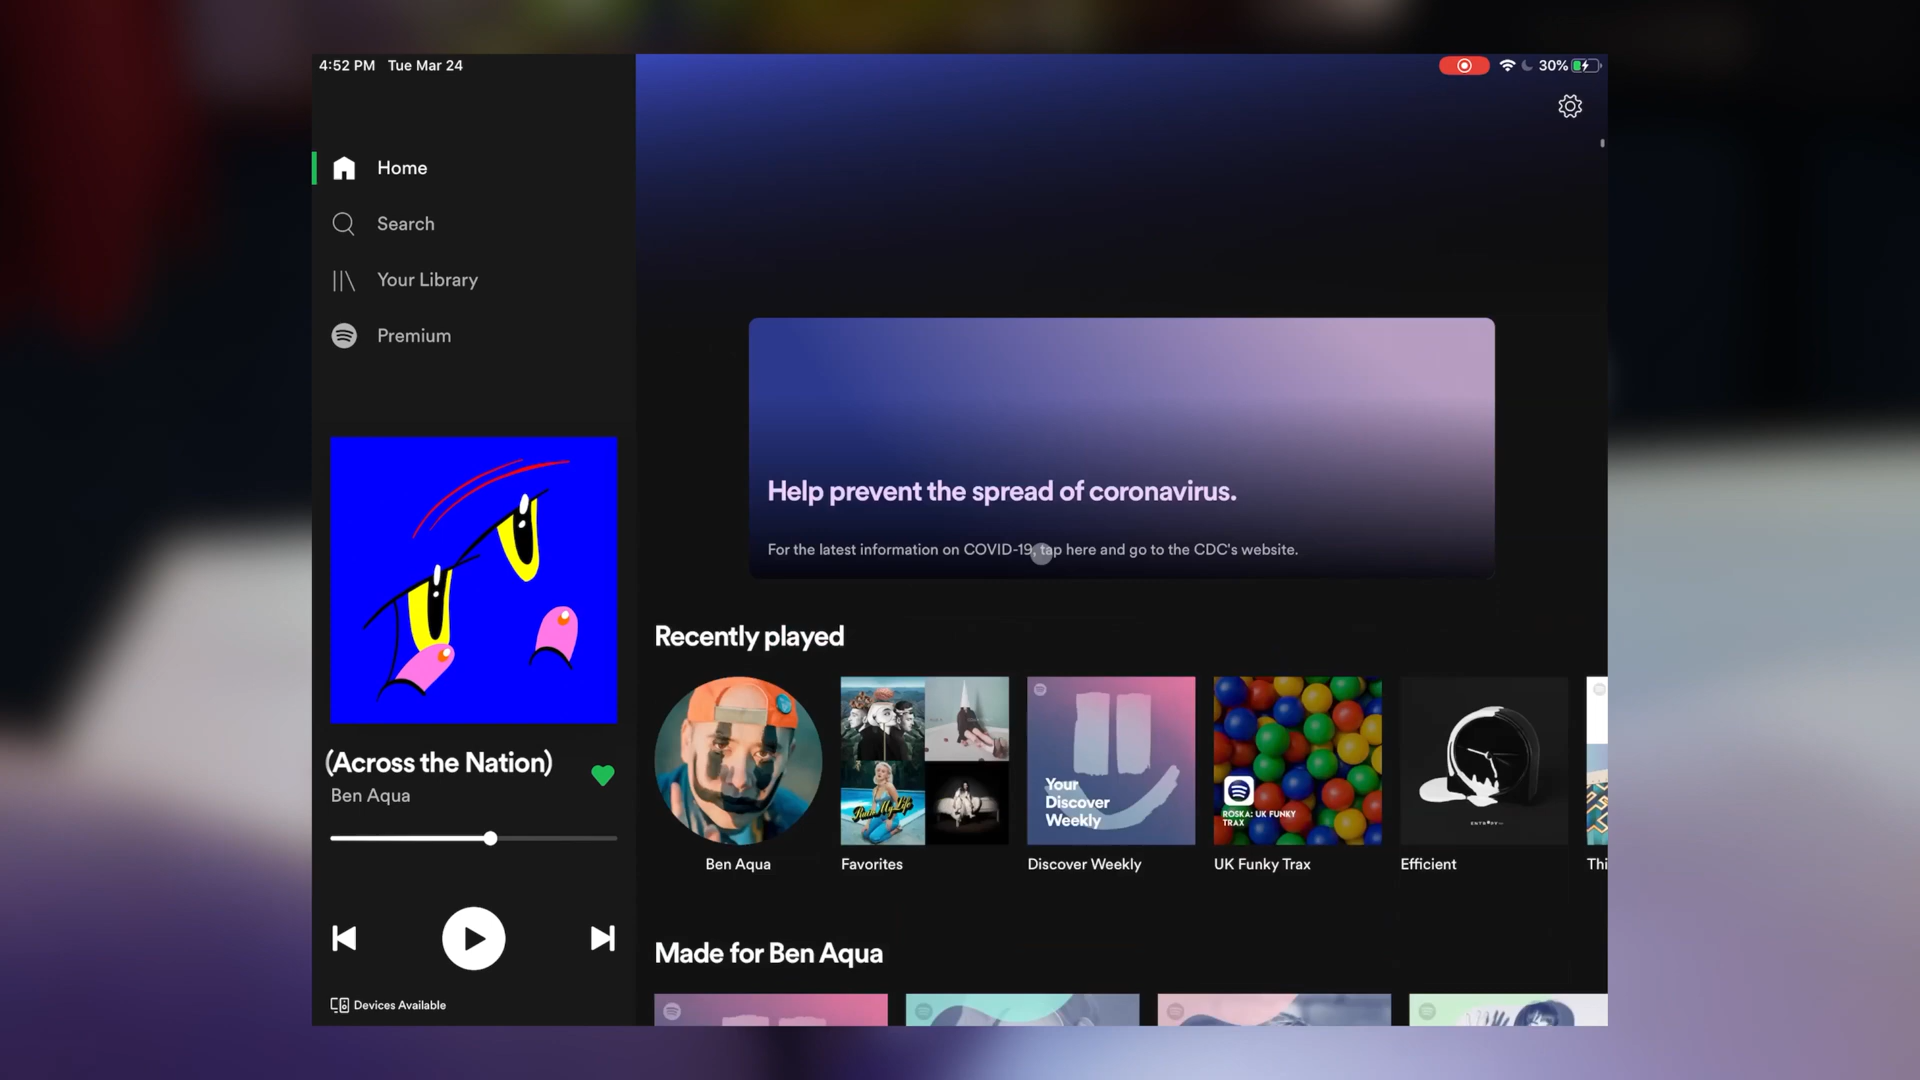 4:52 PM Tue Mar 24
30%
Home
Search
Your Library
Premium
(Across the Nation)
Ben Aqua
Devices Available
Help prevent the spread of coronavirus.
For the latest information on COVID-19, tap here and go to the CDC's website.
Recently played
Your
Discover
Weekly
ROSKA: UK FUNKY
TRAX
Ben Aqua
Favorites
Discover Weekly
UK Funky Trax
Efficient
Thi
Made for Ben Aqua